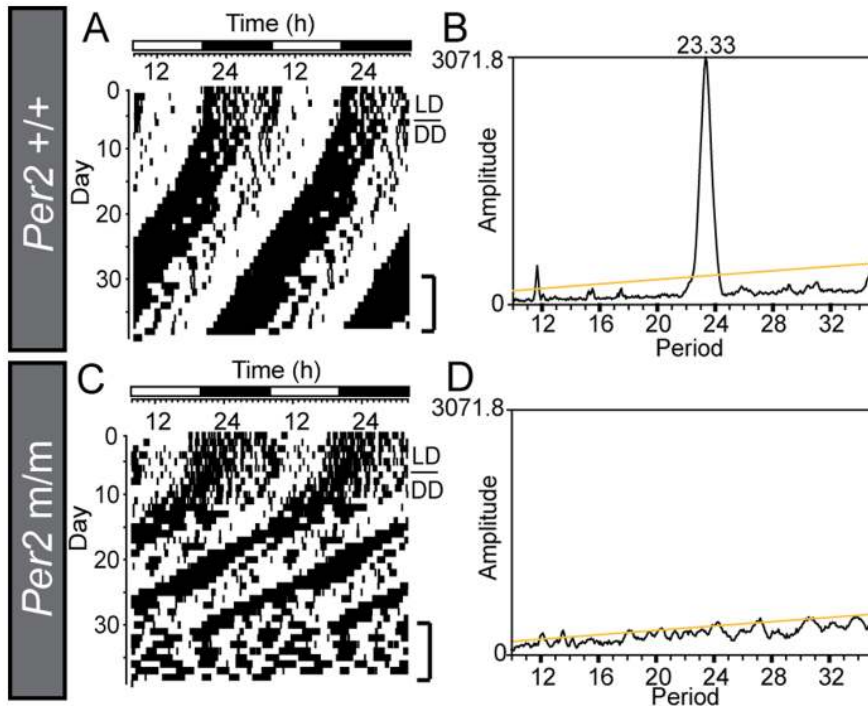 Per2 +/+
A
Time (h)
12 24 12 24
0
10
20
30
Day
LD
DD
B
23.33
3071.8
Amplitude
0
12 16 20 24 28 32
Period
Per2 m/m
C
Time (h)
12 24 12 24
0
10
20
30
Day
LD
DD
D
3071.8
Amplitude
0
12 16 20 24 28 32
Period